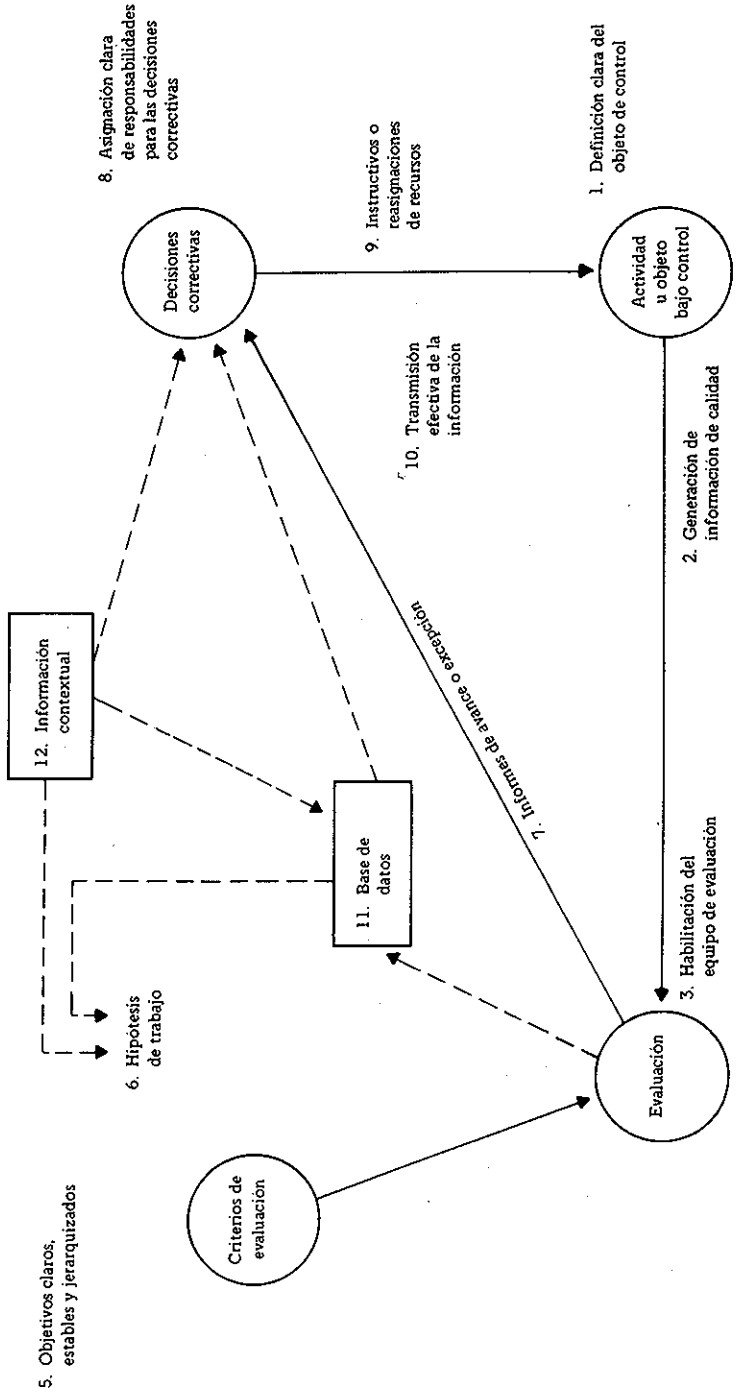 5. Objetivos claros,
estables y jerarquizados
12. Información
contextual
6. Hipótesis
de trabajo
8. Asignación clara
de responsabilidades
para las decisiones
correctivas
Criterios de
evaluación
Decisiones
correctivas
11. Base de
datos
9. Instructivos o
reasignaciones
de recursos
10. Transmisión
efectiva de la
información
7. Informes de avance o excepción
1. Definición clara del
objeto de control
Evaluación
Actividad
u objeto
bajo control
3. Habilitación del
equipo de evaluación
2. Generación de
información de calidad